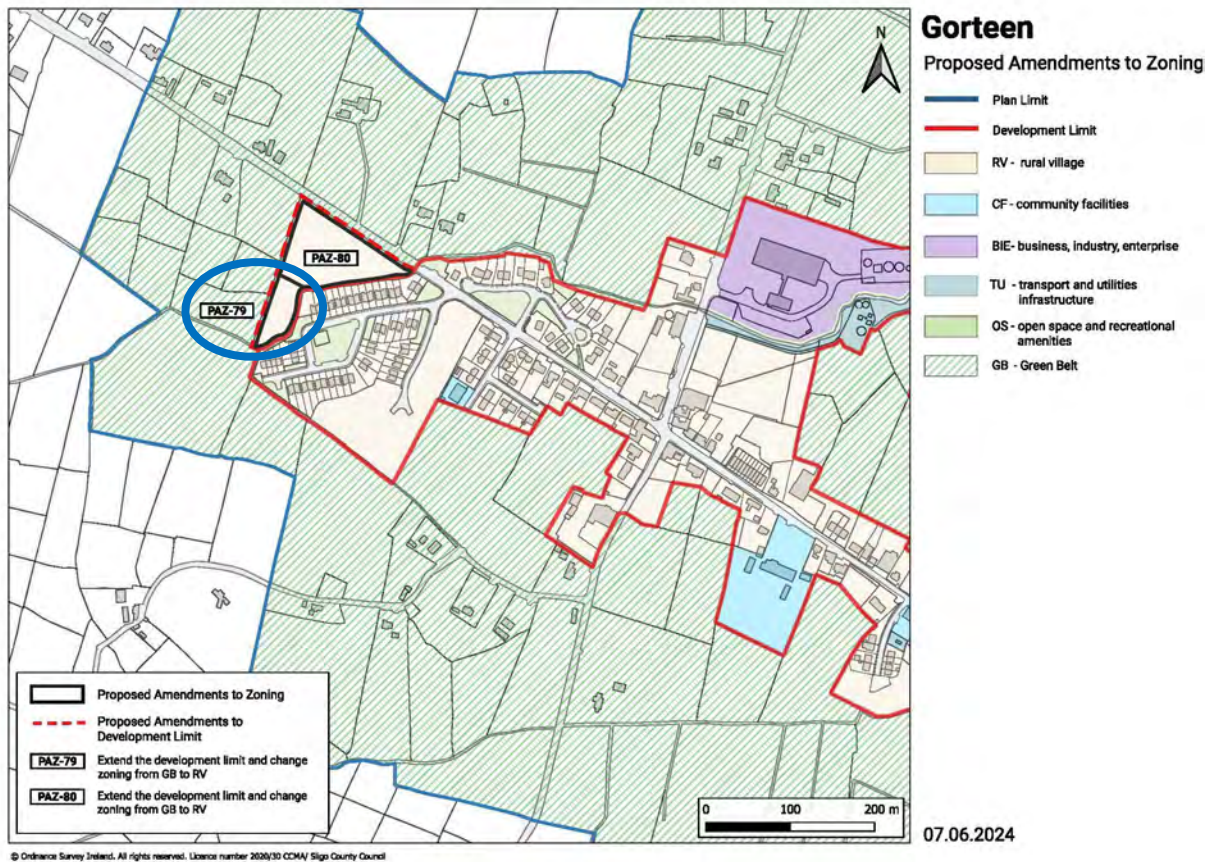 Gorteen
Proposed Amendments to Zoning
Plan Limit
Development Limit
RV - rural village
CF - community facilities
BIE- business, industry, enterprise
TU - transport and utilities
infrastructure
OS - open space and recreational
amenities
GB - Green Belt
N
PAZ-80
PAZ-79
Proposed Amendments to Zoning
Proposed Amendments to
Development Limit
PAZ-79 Extend the development limit and change
zoning from GB to RV
PAZ-80 Extend the development limit and change
zoning from GB to RV
0 100 200 m
07.06.2024
© Ordnance Survey Ireland. All rights reserved. Licence number 2020/30 CCMA/ Sligo County Council